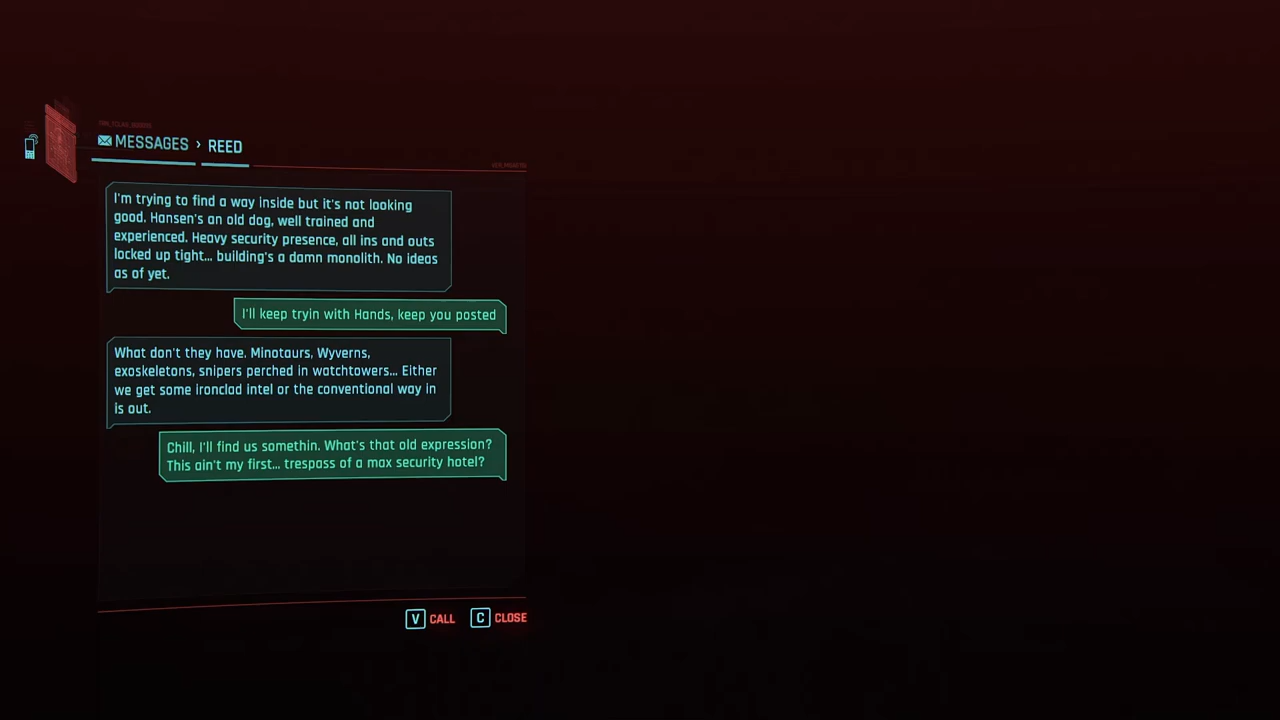 MESSAGES › REED
I'm trying to find a way inside but it's not looking
good. Hansen's an old dog, well trained and
experienced. Heavy security presence, all ins and outs
locked up tight... building's a damn monolith. No ideas
as of yet.
I'll keep tryin with Hands, keep you posted
What don't they have. Minotaurs, Wyverns,
exoskeletons, snipers perched in watchtowers... Either
we get some ironclad intel or the conventional way in
is out.
Chill, I'll find us somethin. What's that old expression?
This ain't my first... trespass of a max security hotel?
V CALL C CLOSE